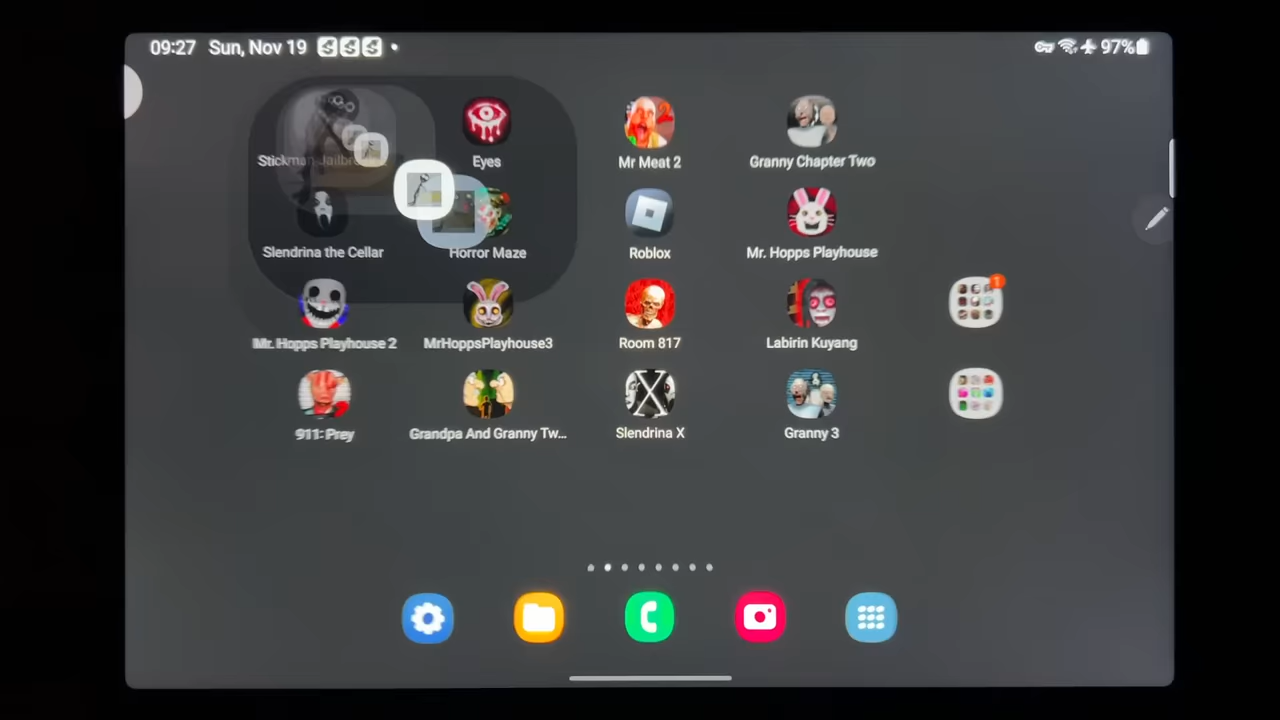 09:27 Sun, Nov 19 97%
Stickman Jailbre Eyes Mr Meat 2 Granny Chapter Two
Slendrina the Cellar Horror Maze Roblox Mr. Hopps Playhouse
Mr. Hopps Playhouse 2 MrHoppsPlayhouse3 Room 817 Labirin Kuyang
911: Prey Grandpa And Granny Tw... Slendrina X Granny 3